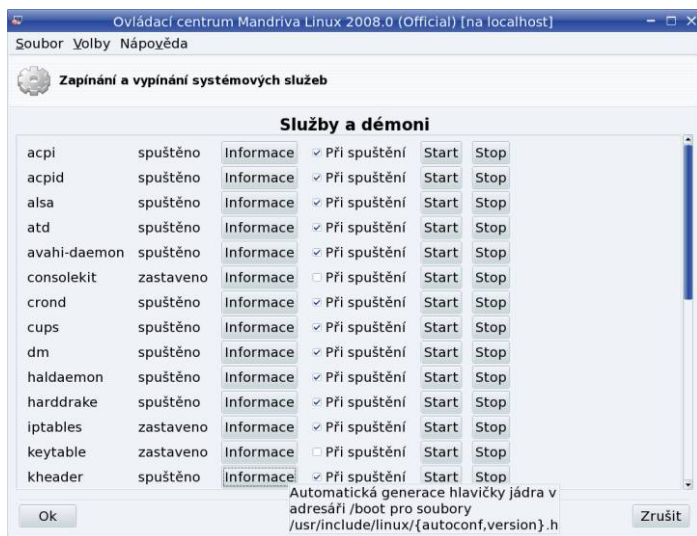 Ovládací centrum Mandriva Linux 2008.0 (Official) [na localhost]
Soubor Volby Nápověda
Zapínání a vypínání systémových služeb
Služby a démoni
acpi spuštěno Informace Při spuštění Start Stop
acpid spuštěno Informace Při spuštění Start Stop
alsa spuštěno Informace Při spuštění Start Stop
atd spuštěno Informace Při spuštění Start Stop
avahi-daemon spuštěno Informace Při spuštění Start Stop
consolekit zastaveno Informace Při spuštění Start Stop
crond spuštěno Informace Při spuštění Start Stop
cups spuštěno Informace Při spuštění Start Stop
dm spuštěno Informace Při spuštění Start Stop
haldaemon spuštěno Informace Při spuštění Start Stop
harddrake spuštěno Informace Při spuštění Start Stop
iptables zastaveno Informace Při spuštění Start Stop
keytable zastaveno Informace Při spuštění Start Stop
kheader spuštěno Informace Při spuštění Start Stop
Automatická generace hlavičky jádra v
adresáři /boot pro soubory
/usr/include/linux/{autoconf,version}.h
Ok Zrušit